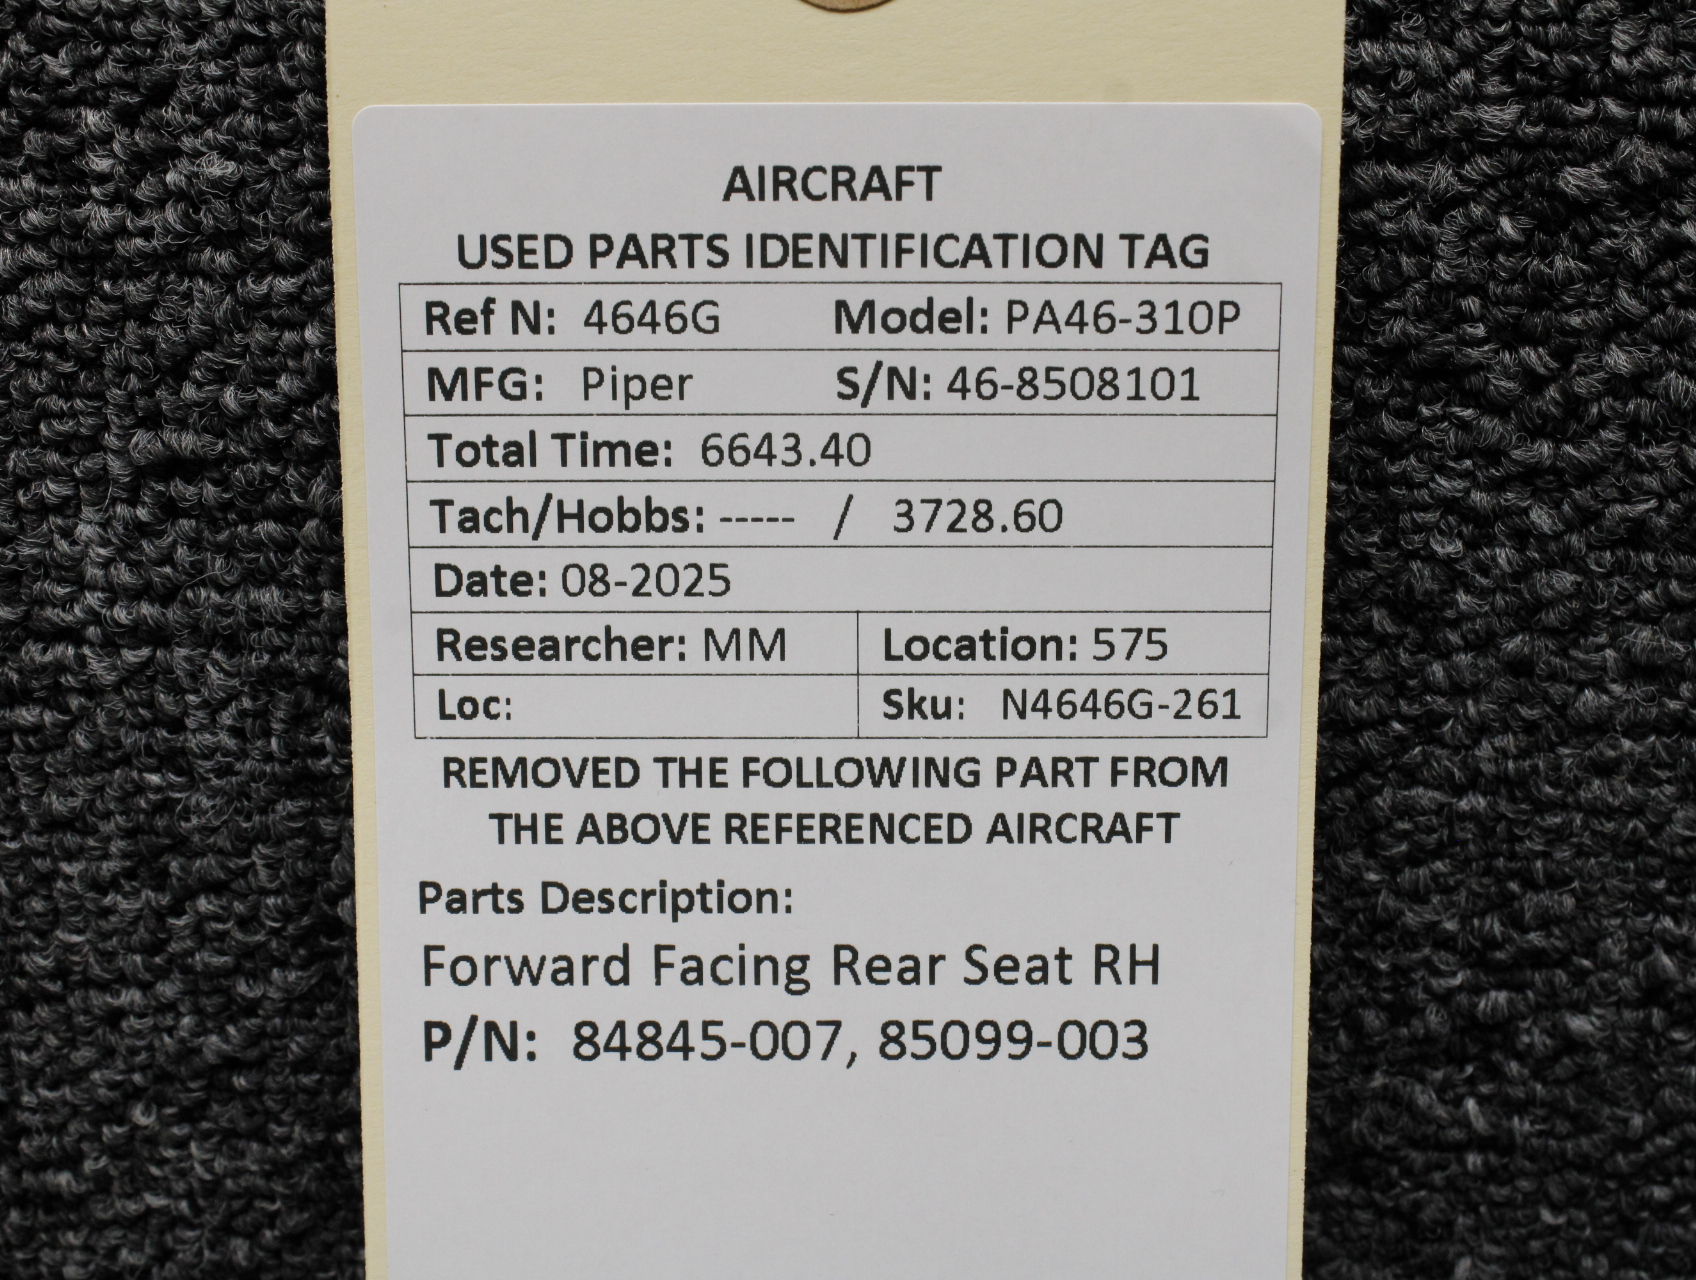 AIRCRAFT
USED PARTS IDENTIFICATION TAG
Ref N: 4646G Model: PA46-310P
MFG: Piper S/N: 46-8508101
Total Time: 6643.40
Tach/Hobbs: ----- / 3728.60
Date: 08-2025
Researcher: MM Location: 575
Loc: Sku: N4646G-261
REMOVED THE FOLLOWING PART FROM
THE ABOVE REFERENCED AIRCRAFT
Parts Description:
Forward Facing Rear Seat RH
P/N: 84845-007, 85099-003